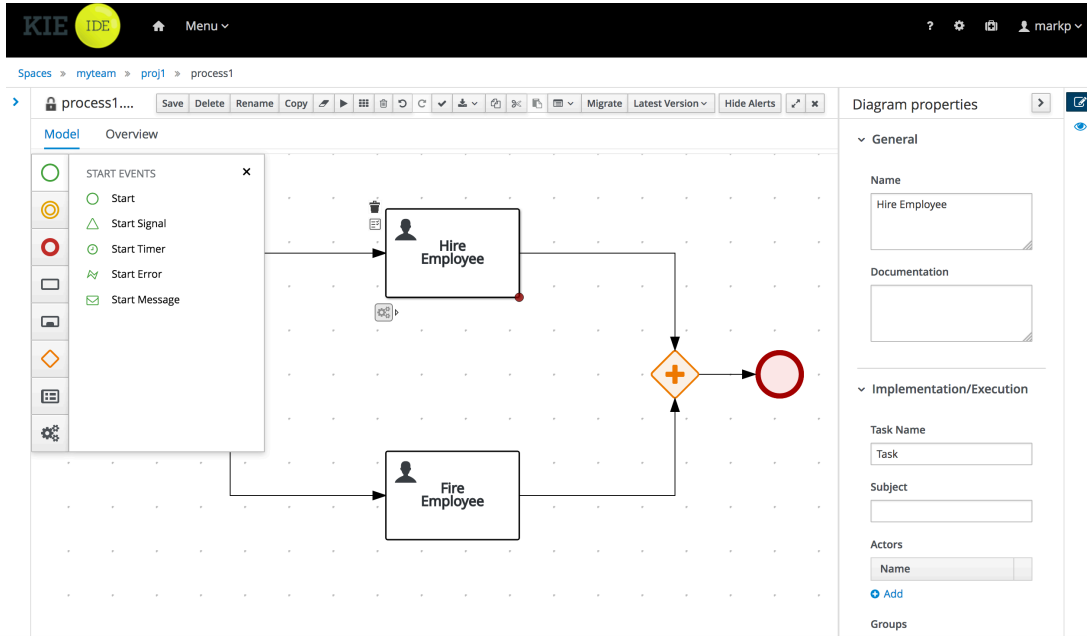 KIE IDE Menu ? markp
Spaces » myteam » proj1 » process1
process1.... Save Delete Rename Copy Migrate Latest Version Hide Alerts
Diagram properties
Model Overview
General
START EVENTS
Start
Start Signal
Start Timer
Start Error
Start Message
Hire
Employee
Fire
Employee
Name
Hire Employee
Documentation
Implementation/Execution
Task Name
Task
Subject
Actors
Name
Add
Groups